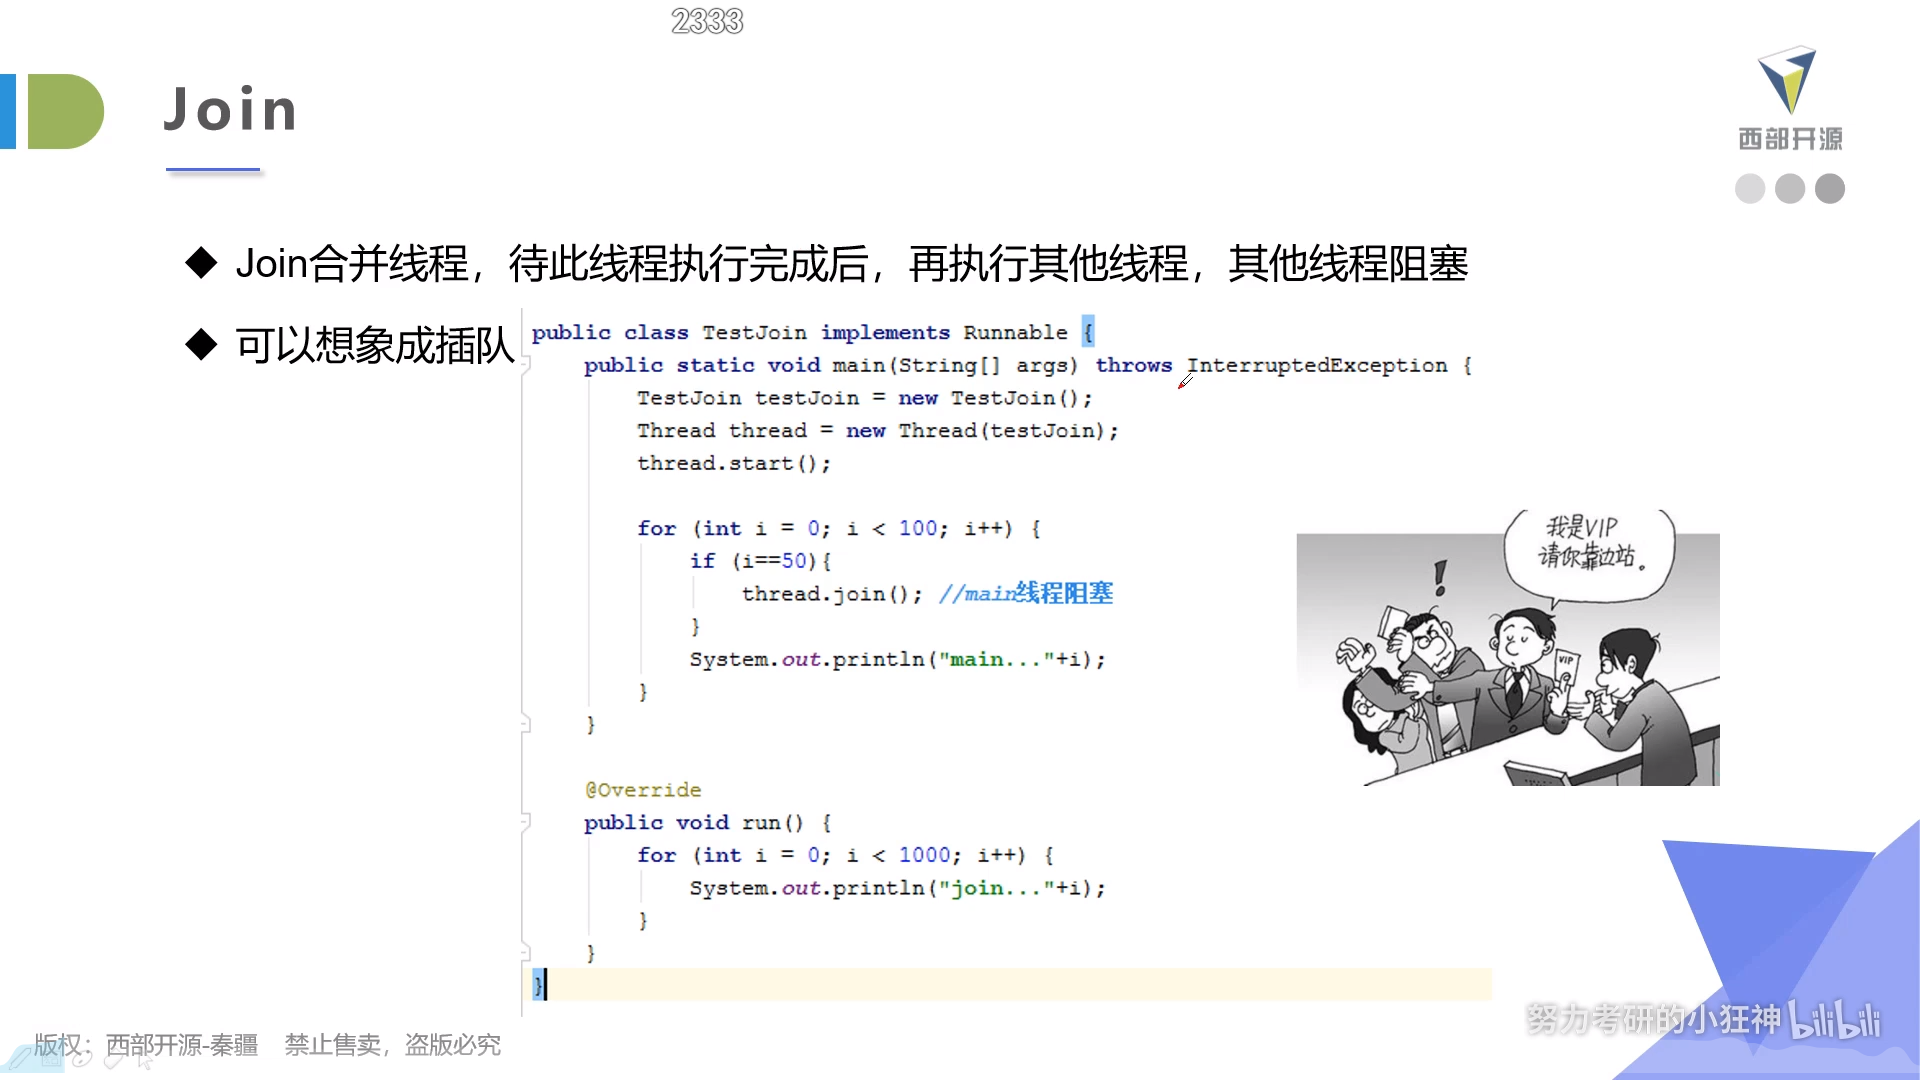 2333
Join
西部开源
Join合并线程，待此线程执行完成后，再执行其他线程，其他线程阻塞
可以想象成插队
public class TestJoin implements Runnable {
public static void main(String[] args) throws InterruptedException {
TestJoin testJoin = new TestJoin();
Thread thread = new Thread(testJoin);
thread.start();
for (int i = 0; i < 100; i++) {
if (i==50){
thread.join(); //main线程阻塞
}
System.out.println("main..."+i);
}
}
@Override
public void run() {
for (int i = 0; i < 1000; i++) {
System.out.println("join..."+i);
}
}
}
我是VIP
请你靠边站。
!
VIP
努力考研的小狂神 bilibili
版权：西部开源-秦疆 禁止售卖，盗版必究